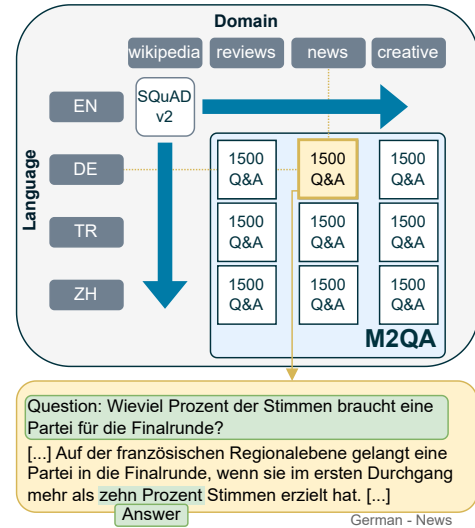 Domain
wikipedia reviews news creative
Language
EN
SQuAD
v2
DE
1500
Q&A
1500
Q&A
1500
Q&A
TR
1500
Q&A
1500
Q&A
1500
Q&A
ZH
1500
Q&A
1500
Q&A
1500
Q&A
M2QA
Question: Wieviel Prozent der Stimmen braucht eine
Partei für die Finalrunde?
[...] Auf der französischen Regionalebene gelangt eine
Partei in die Finalrunde, wenn sie im ersten Durchgang
mehr als zehn Prozent Stimmen erzielt hat. [...]
Answer
German - News